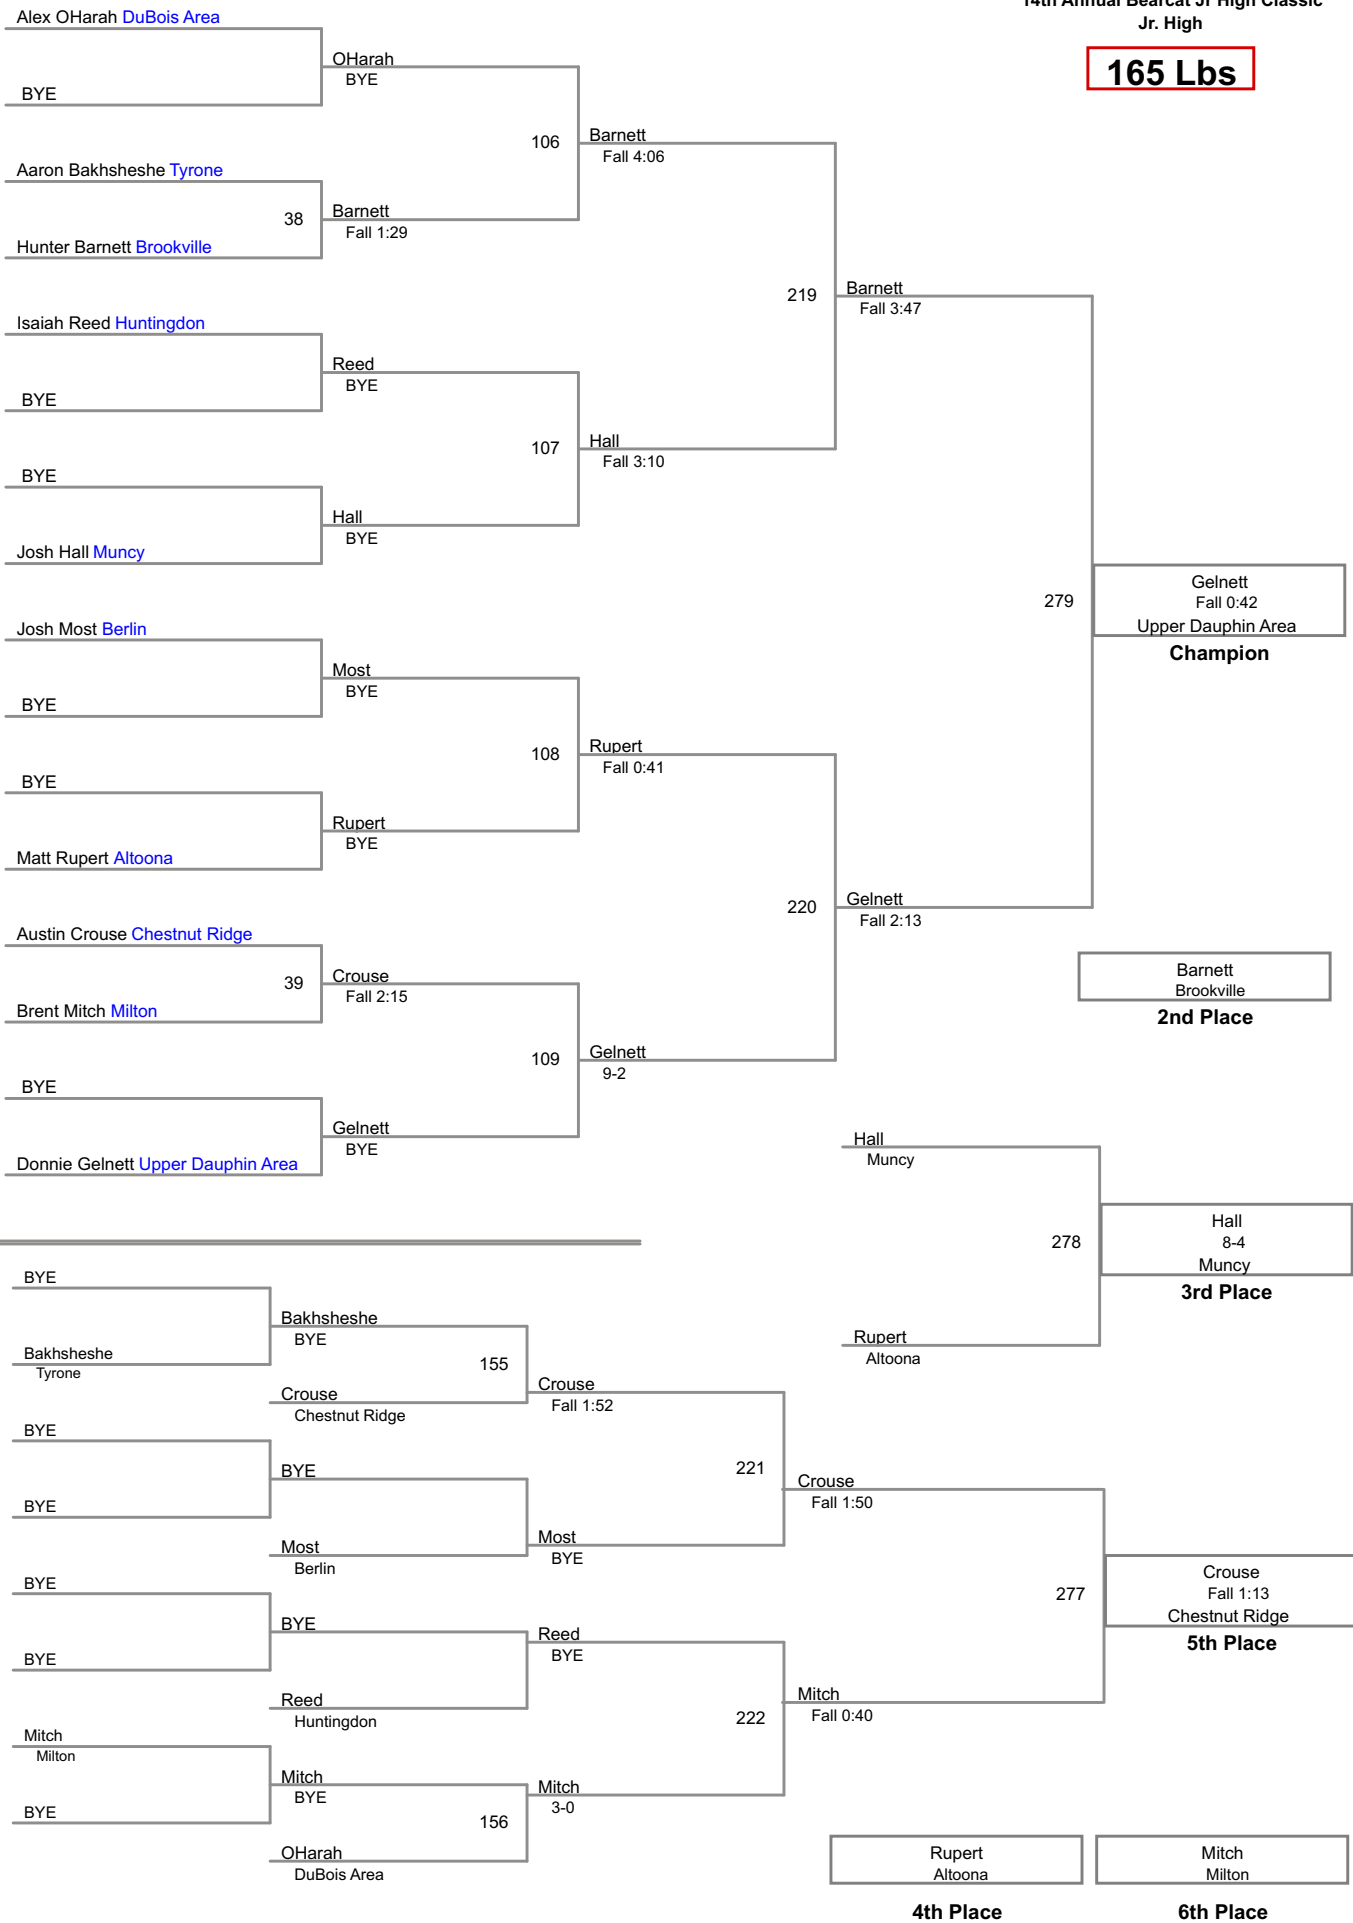 14th Annual Bearcat Jr High Classic
Jr. High
165 Lbs
Alex OHarah DuBois Area
OHarah
BYE
BYE
106
Barnett
Fall 4:06
Aaron Bakhsheshe Tyrone
38
Barnett
Fall 1:29
Hunter Barnett Brookville
219
Barnett
Fall 3:47
Isaiah Reed Huntingdon
Reed
BYE
BYE
107
Hall
Fall 3:10
BYE
Hall
BYE
Josh Hall Muncy
279
Gelnett
Fall 0:42
Upper Dauphin Area
Champion
Josh Most Berlin
Most
BYE
BYE
108
Rupert
Fall 0:41
BYE
Rupert
BYE
Matt Rupert Altoona
220
Gelnett
Fall 2:13
Austin Crouse Chestnut Ridge
39
Crouse
Fall 2:15
Brent Mitch Milton
Barnett
Brookville
2nd Place
109
Gelnett
9-2
BYE
Gelnett
BYE
Donnie Gelnett Upper Dauphin Area
Hall
Muncy
278
Hall
8-4
Muncy
3rd Place
Rupert
Altoona
BYE
Bakhsheshe
BYE
Bakhsheshe
Tyrone
155
Crouse
Fall 1:52
Crouse
Chestnut Ridge
BYE
BYE
BYE
221
Crouse
Fall 1:50
Most
BYE
Most
Berlin
BYE
BYE
BYE
Reed
BYE
277
Crouse
Fall 1:13
Chestnut Ridge
5th Place
Reed
Huntingdon
222
Mitch
Fall 0:40
Mitch
Milton
Mitch
BYE
BYE
156
Mitch
3-0
OHarah
DuBois Area
Rupert
Altoona
4th Place
Mitch
Milton
6th Place